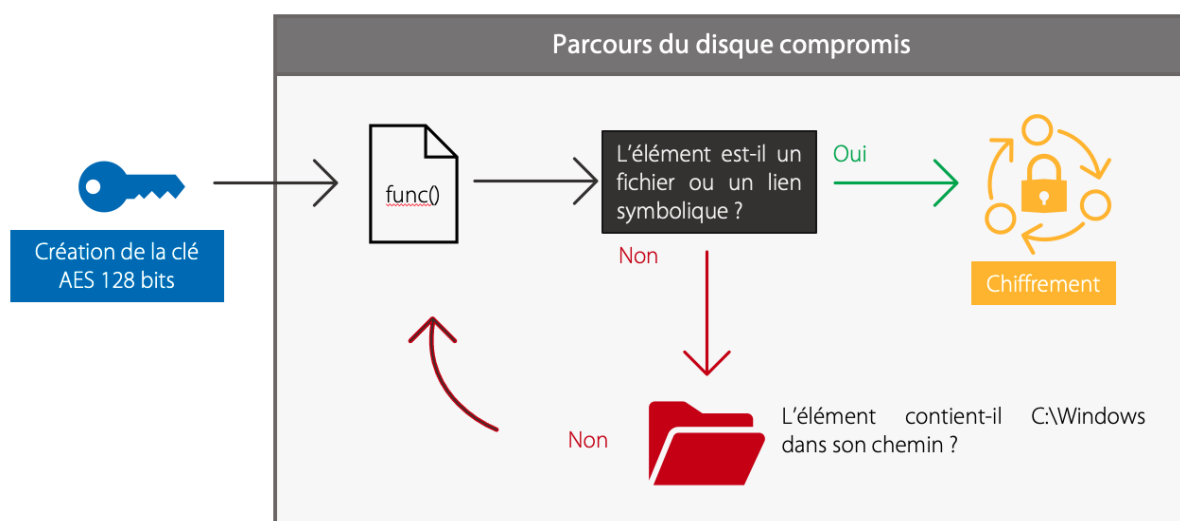 Parcours du disque compromis
Création de la clé
AES 128 bits
func()
L'élément est-il un
fichier ou un lien
symbolique ?
Oui
Chiffrement
Non
L'élément contient-il C:\Windows
dans son chemin ?
Non